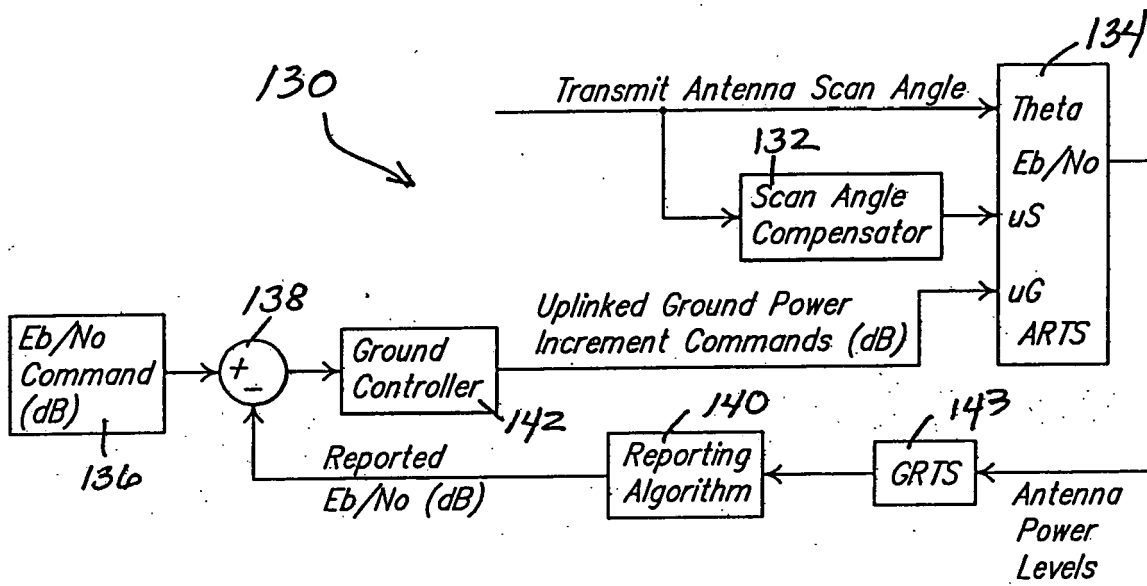 134
130
Transmit Antenna Scan Angle
Theta
132
Eb/No
Scan Angle
Compensator
uS
138
Uplinked Ground Power
Increment Commands (dB)
uG
ARTS
Eb/No
Command
(dB)
136
+
-
Ground
Controller
142
140
143
Reported
Eb/No (dB)
Reporting
Algorithm
GRTS
Antenna
Power
Levels